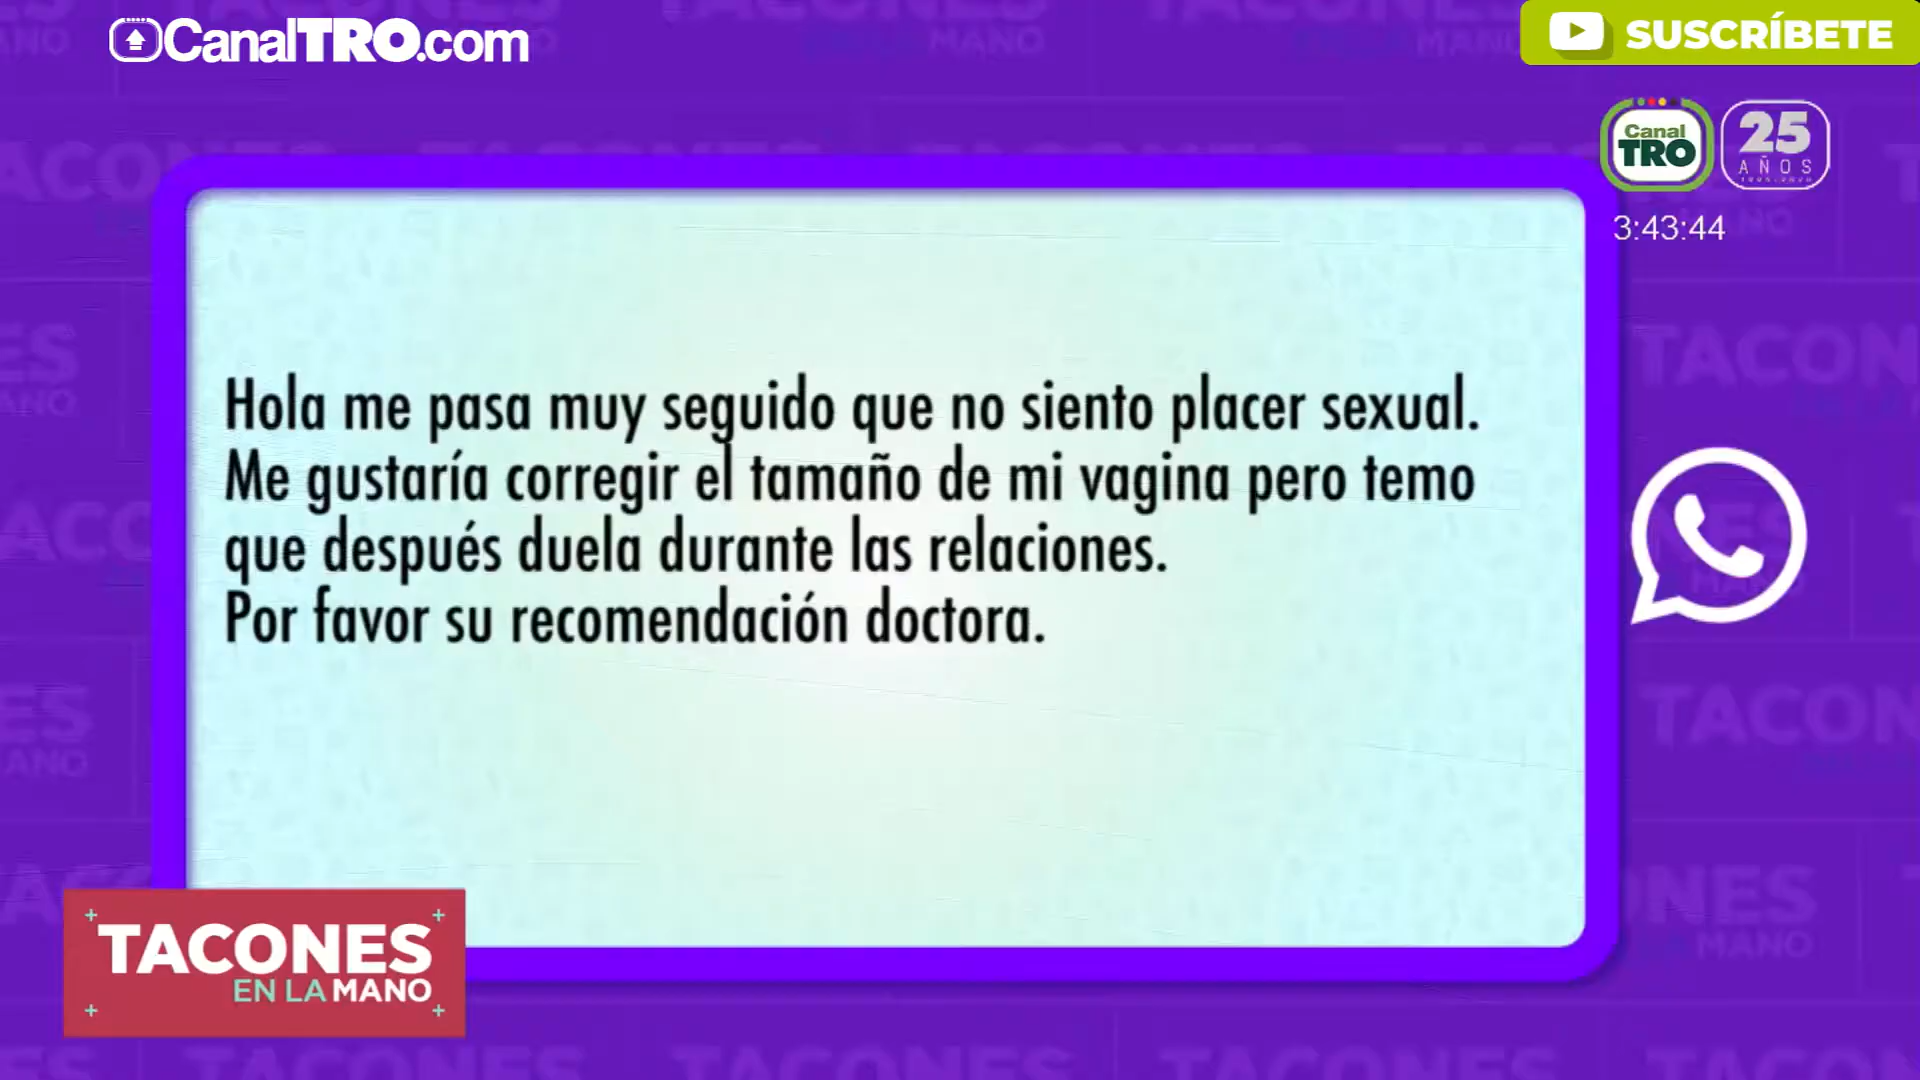 CanalTRO.com
SUSCRÍBETE
Canal
TRO
25
AÑOS
3:43:44
Hola me pasa muy seguido que no siento placer sexual.
Me gustaría corregir el tamaño de mi vagina pero temo
que después duela durante las relaciones.
Por favor su recomendación doctora.
TACONES
EN LA MANO